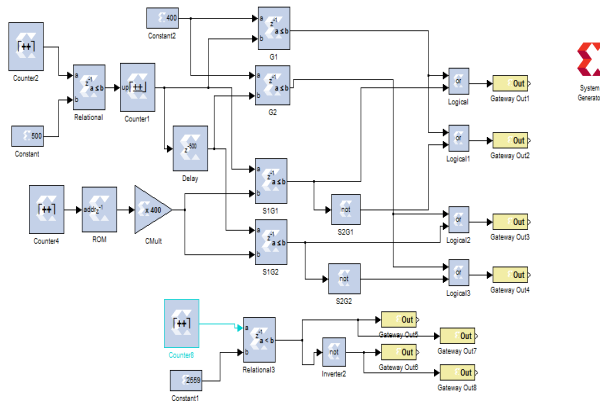 400
Constant2
a
b
z-1
a ≤ b
G1
[++]
Counter2
a
b
z-1
a ≤ b
Relational
up
[++]
Counter1
a
b
z-1
a ≤ b
G2
or
Logical
Out
Gateway Out1
System
Generato
500
Constant
z-500
Delay
or
Logical1
Out
Gateway Out2
a
b
z-1
a ≤ b
S1G1
not
S2G1
[++]
Counter4
addr z-1
ROM
x 400
CMult
a
b
z-1
a ≤ b
S1G2
or
Logical2
Out
Gateway Out3
not
S2G2
or
Logical3
Out
Gateway Out4
[++]
Counter5
a
b
z-1
a < b
Relational3
Out
Gateway Out5
Out
Gateway Out7
2559
Constant1
not
Inverter2
Out
Gateway Out6
Out
Gateway Out8